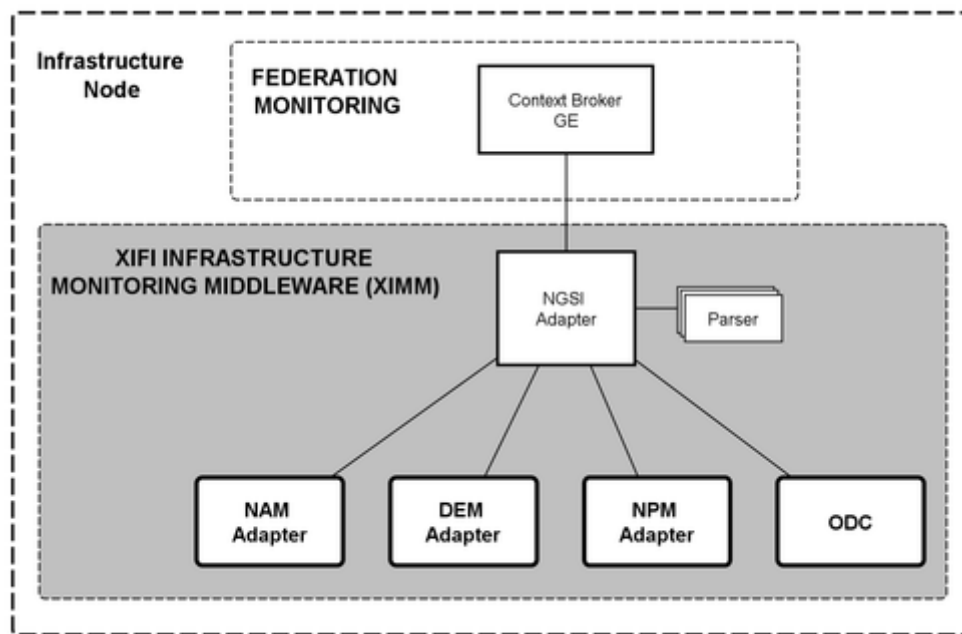 Infrastructure
Node
FEDERATION
MONITORING
Context Broker
GE
XIFI INFRASTRUCTURE
MONITORING MIDDLEWARE (XIMM)
NGSI
Adapter
Parser
NAM
Adapter
DEM
Adapter
NPM
Adapter
ODC